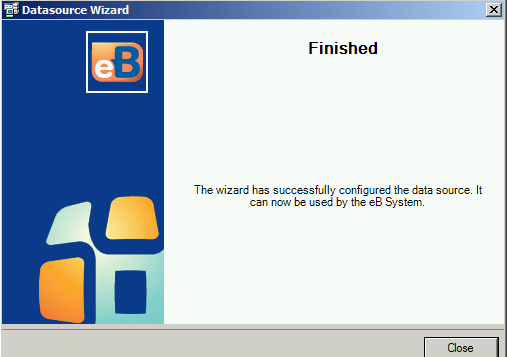 Datasource Wizard
eB
Finished
The wizard has successfully configured the data source. It
can now be used by the eB System.
Close